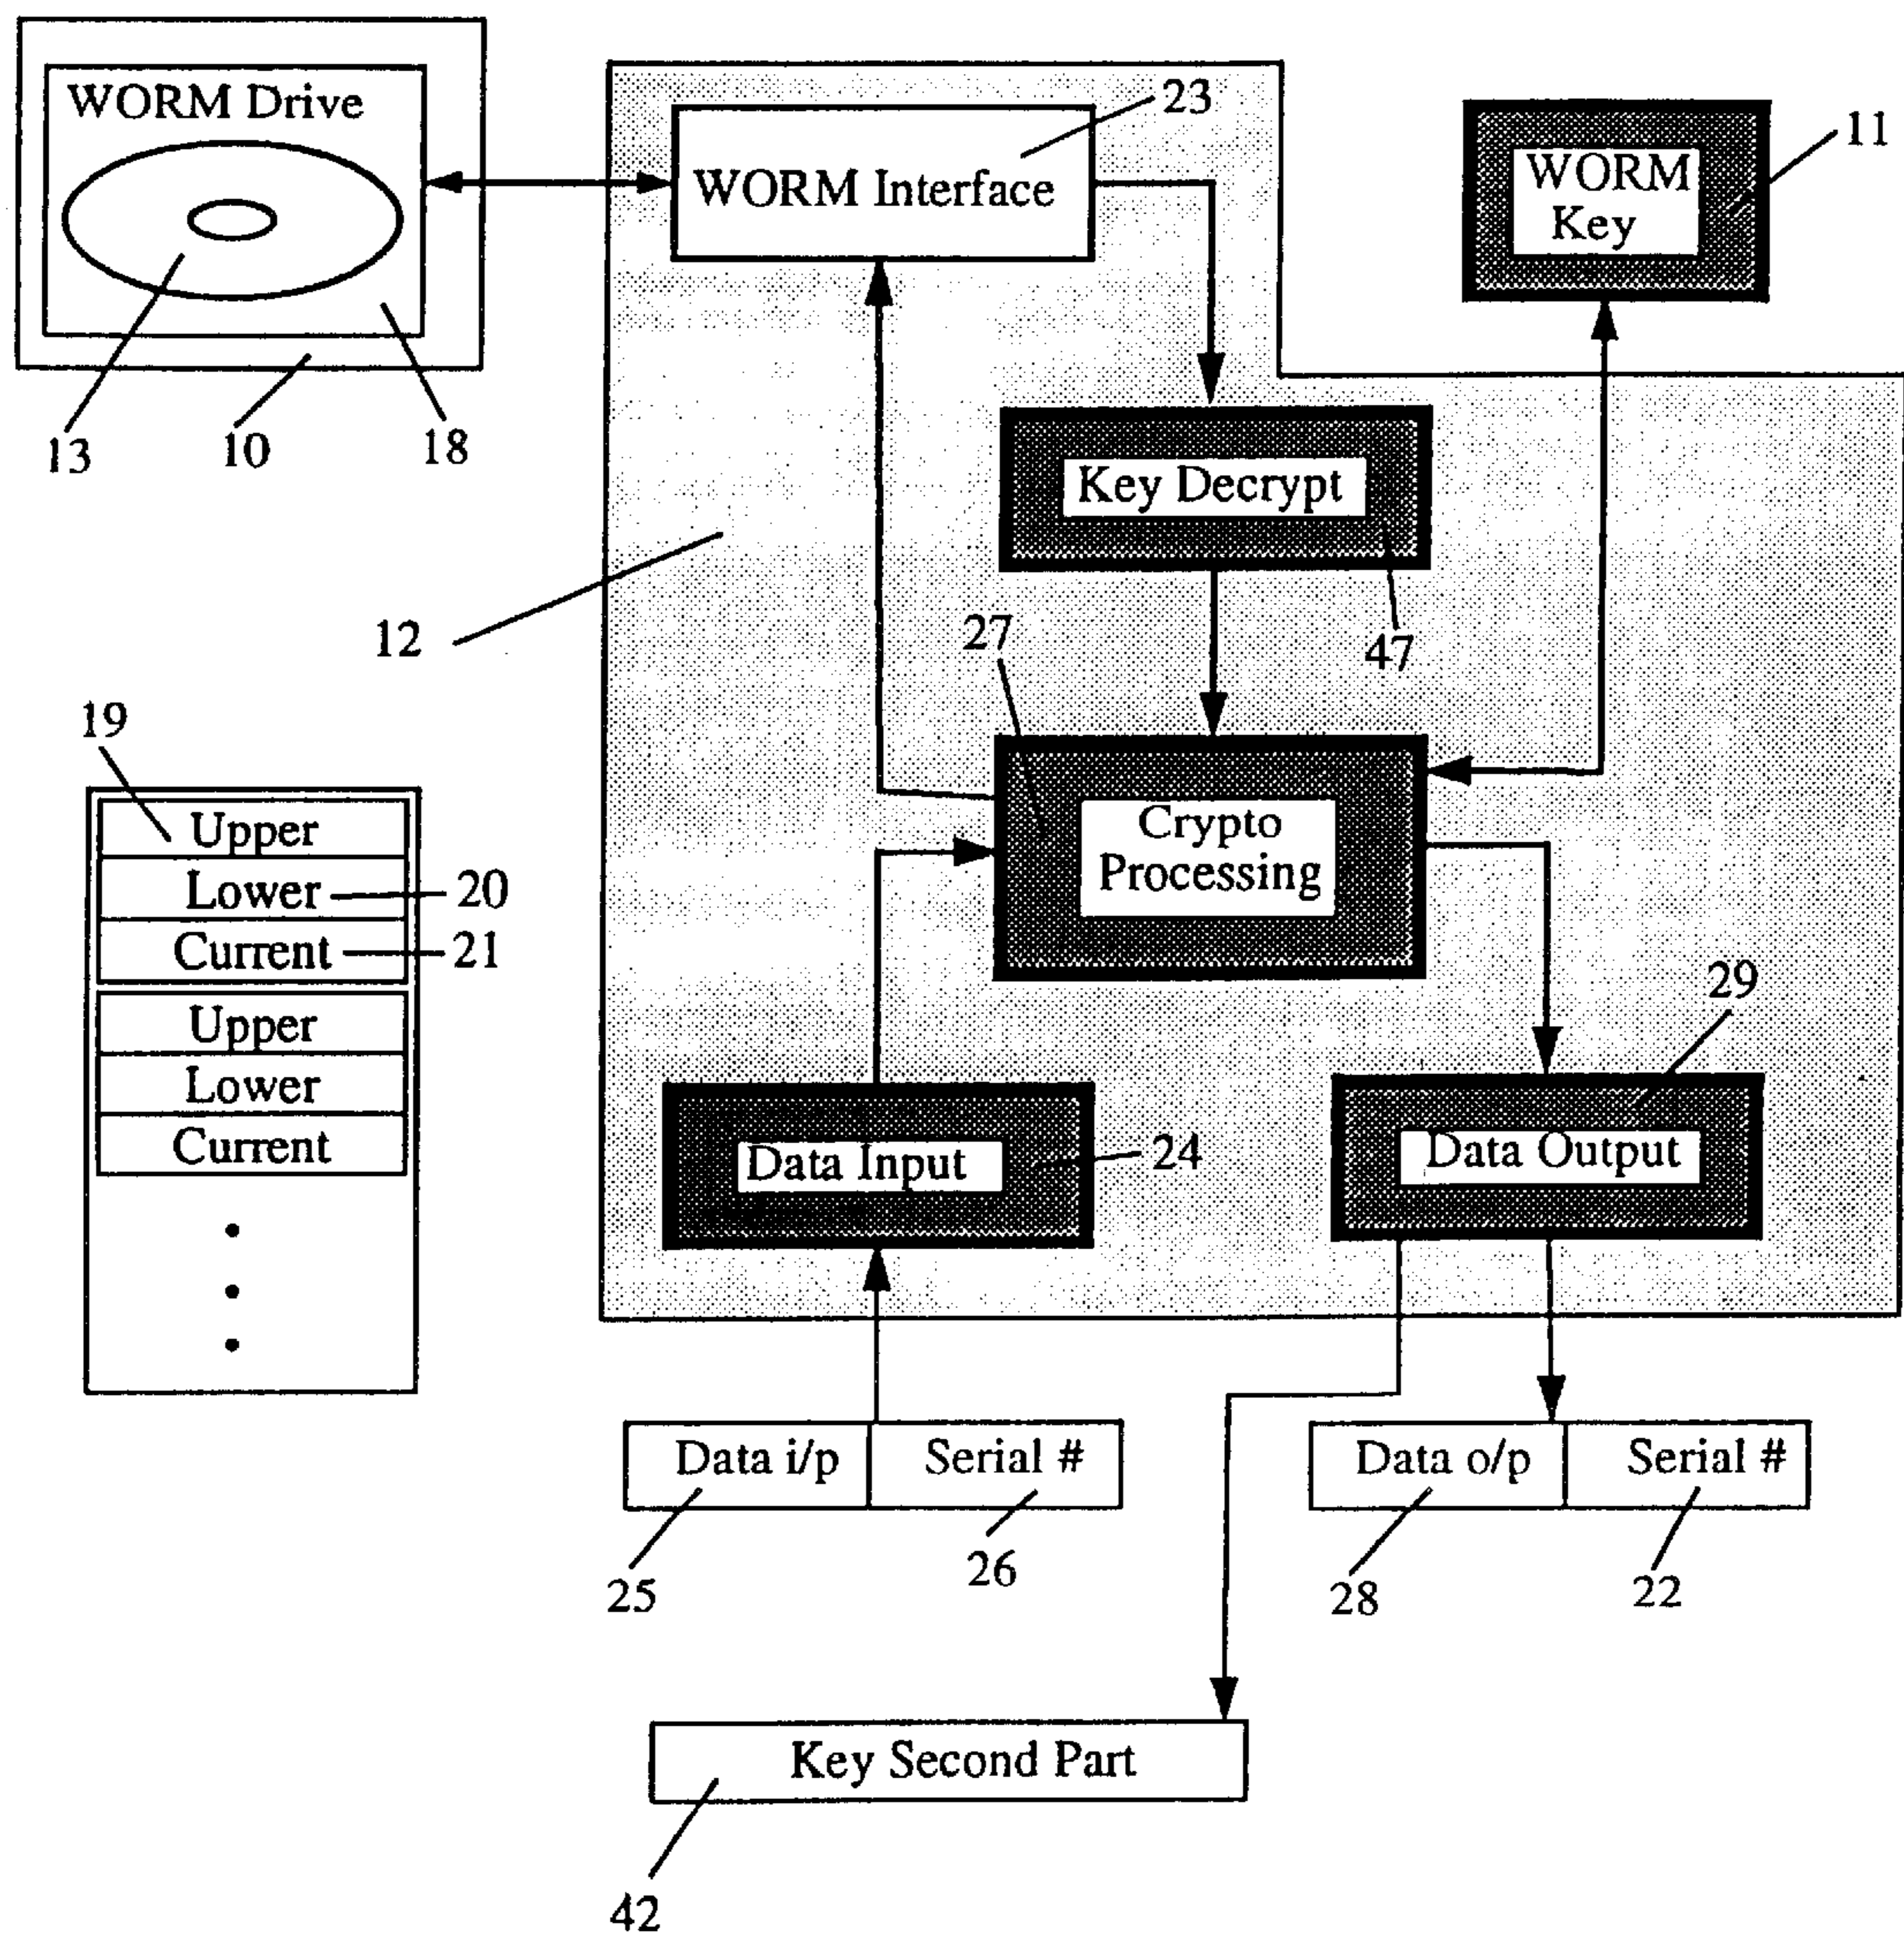 WORM Drive
13
10
18
WORM Interface
23
WORM
Key
11
12
Key Decrypt
47
27
Crypto
Processing
19
Upper
Lower
20
Current
21
Upper
Lower
Current
Data Input
24
29
Data Output
Data i/p
Serial #
25
26
Data o/p
Serial #
28
22
Key Second Part
42